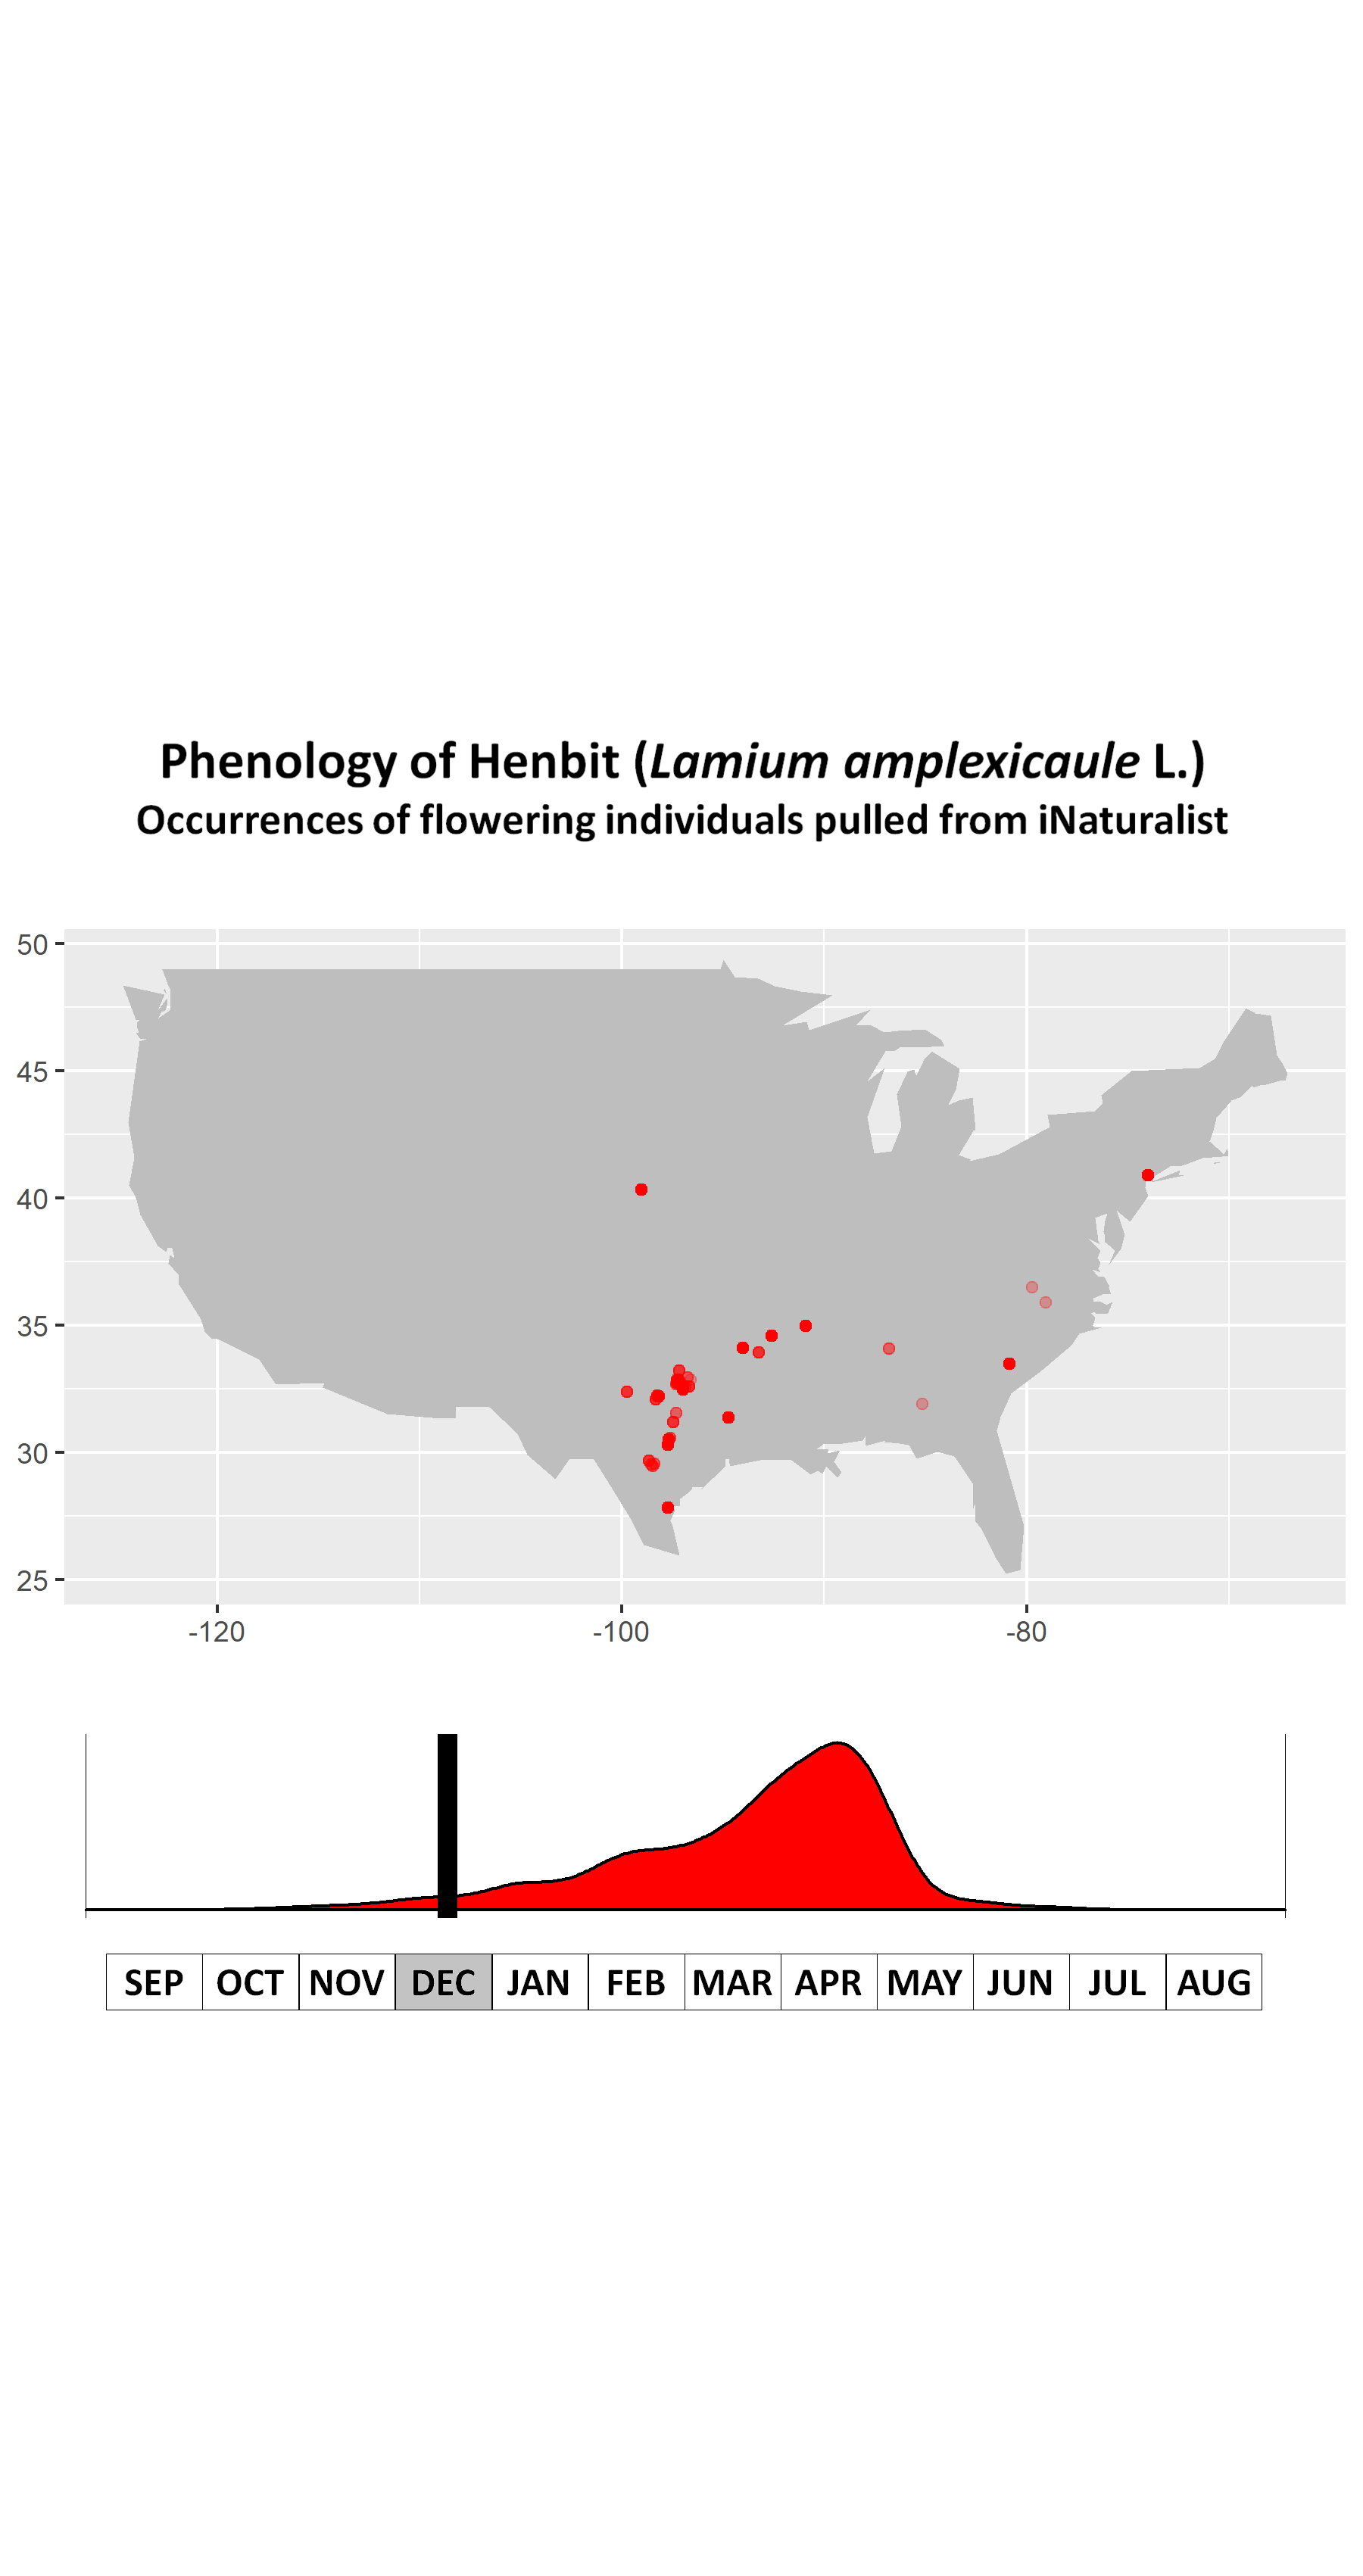 Phenology of Henbit (Lamium amplexicaule L.)
Occurrences of flowering individuals pulled from iNaturalist
50
45
40
35
30
25
-120 -100 -80
SEP OCT NOV DEC JAN FEB MAR APR MAY JUN JUL AUG